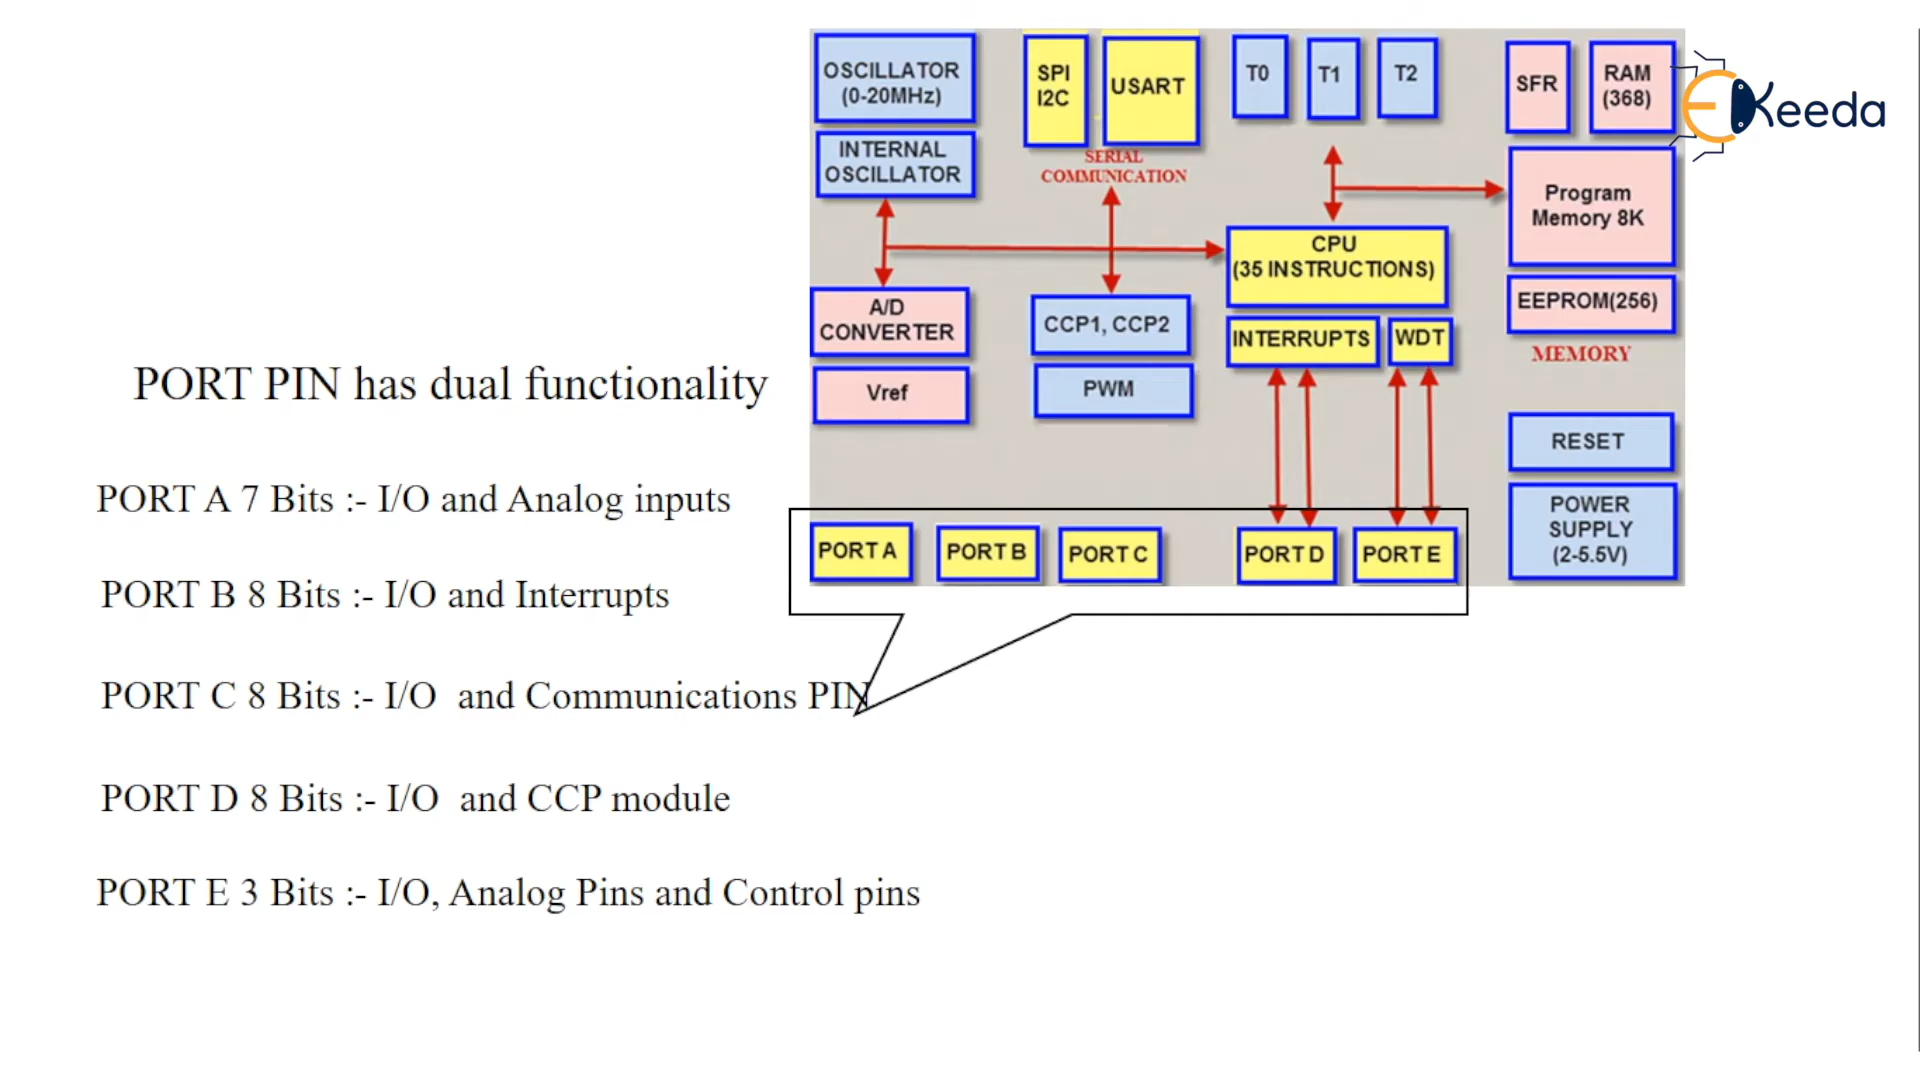 OSCILLATOR
(0-20MHz)
INTERNAL
OSCILLATOR
SPI
I2C
USART
SERIAL
COMMUNICATION
T0
T1
T2
SFR
RAM
(368)
EKeeda
Program
Memory 8K
CPU
(35 INSTRUCTIONS)
EEPROM(256)
MEMORY
A/D
CONVERTER
Vref
CCP1, CCP2
PWM
INTERRUPTS
WDT
RESET
POWER
SUPPLY
(2-5.5V)
PORT A
PORT B
PORT C
PORT D
PORT E
PORT PIN has dual functionality
PORT A 7 Bits :- I/O and Analog inputs
PORT B 8 Bits :- I/O and Interrupts
PORT C 8 Bits :- I/O and Communications PIN
PORT D 8 Bits :- I/O and CCP module
PORT E 3 Bits :- I/O, Analog Pins and Control pins